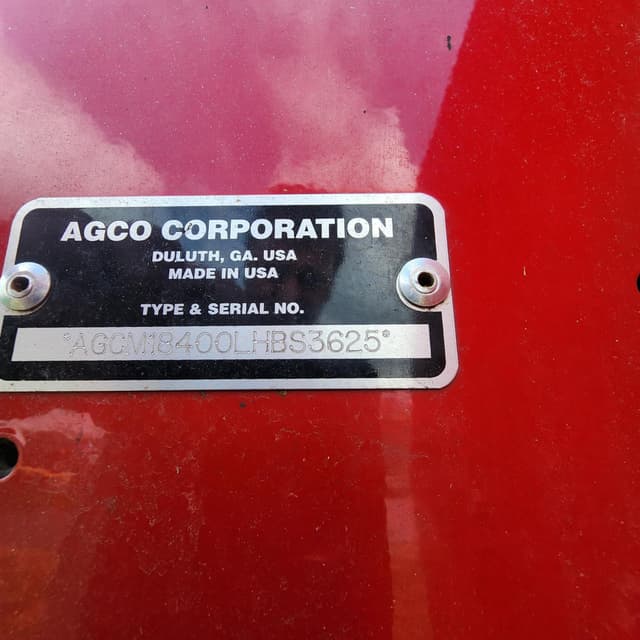 AGCO CORPORATION
DULUTH, GA. USA
MADE IN USA
TYPE & SERIAL NO.
*AGCM18400LHBS3625*